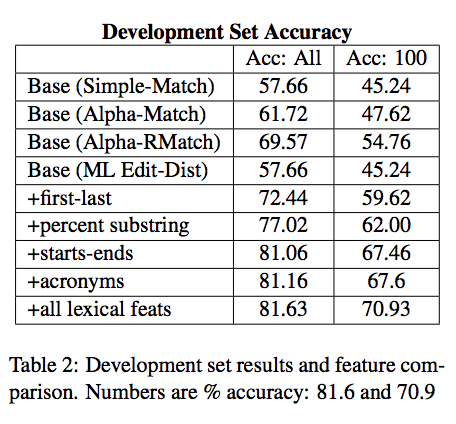 Development Set Accuracy
Acc: All Acc: 100
Base (Simple-Match) 57.66 45.24
Base (Alpha-Match) 61.72 47.62
Base (Alpha-RMatch) 69.57 54.76
Base (ML Edit-Dist) 57.66 45.24
+first-last 72.44 59.62
+percent substring 77.02 62.00
+starts-ends 81.06 67.46
+acronyms 81.16 67.6
+all lexical feats 81.63 70.93
Table 2: Development set results and feature com-
parison. Numbers are % accuracy: 81.6 and 70.9